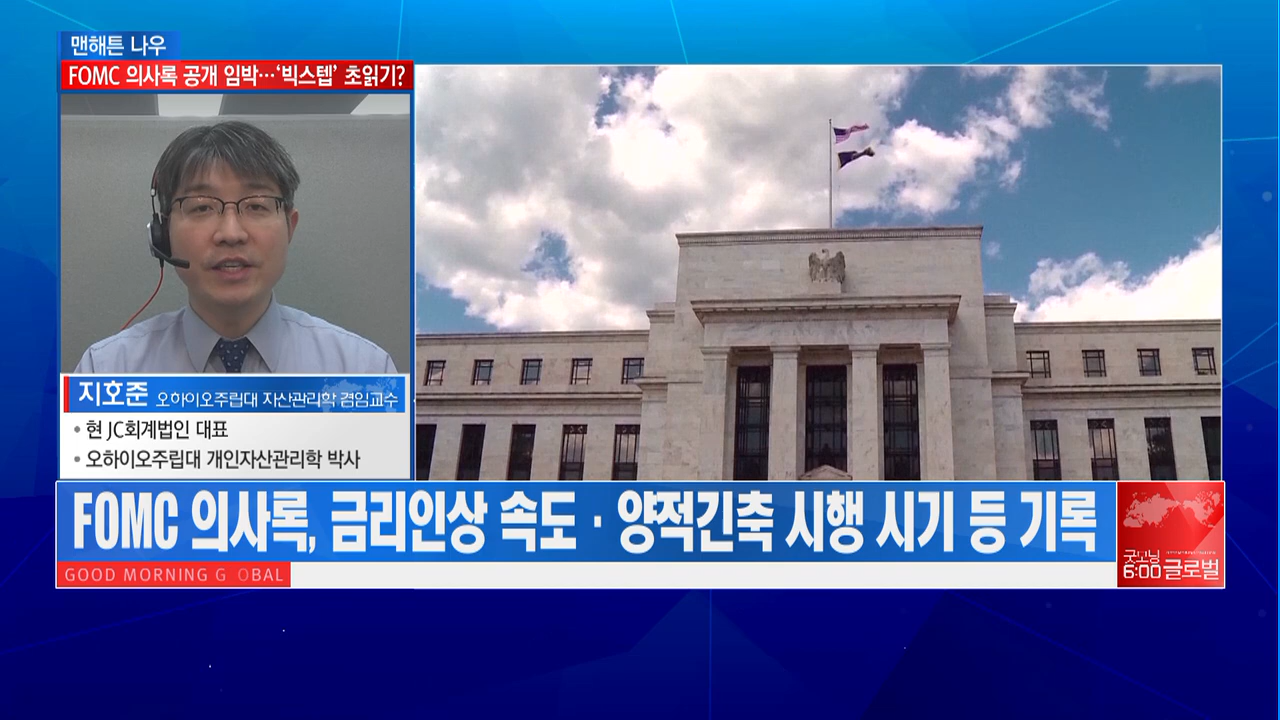 맨해튼 나우
FOMC 의사록 공개 임박…‘빅스텝’ 초읽기?
지호준 오하이오주립대 자산관리학 겸임교수
• 현 JC회계법인 대표
• 오하이오주립대 개인자산관리학 박사
FOMC 의사록, 금리인상 속도·양적긴축 시행 시기 등 기록
GOOD MORNING G OBAL
굿모닝
6:00 글로벌